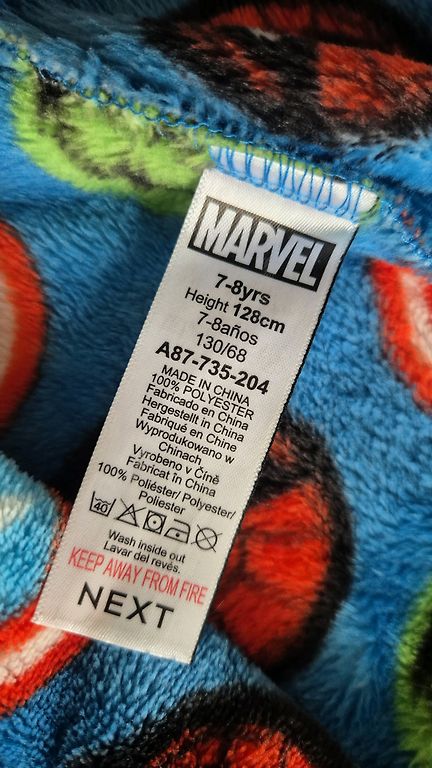 MARVEL
7-8yrs
Height 128cm
7-8años
130/68
A87-735-204
MADE IN CHINA
100% POLYESTER
Fabricado en China
Hergestellt in China
Fabriqué en Chine
Wyprodukowano w
Chinach
Vyrobeno v Číně
Fabricat în China
100% Poliéster/ Polyester/
Poliester
40
Wash inside out
Lavar del revés.
KEEP AWAY FROM FIRE
NEXT